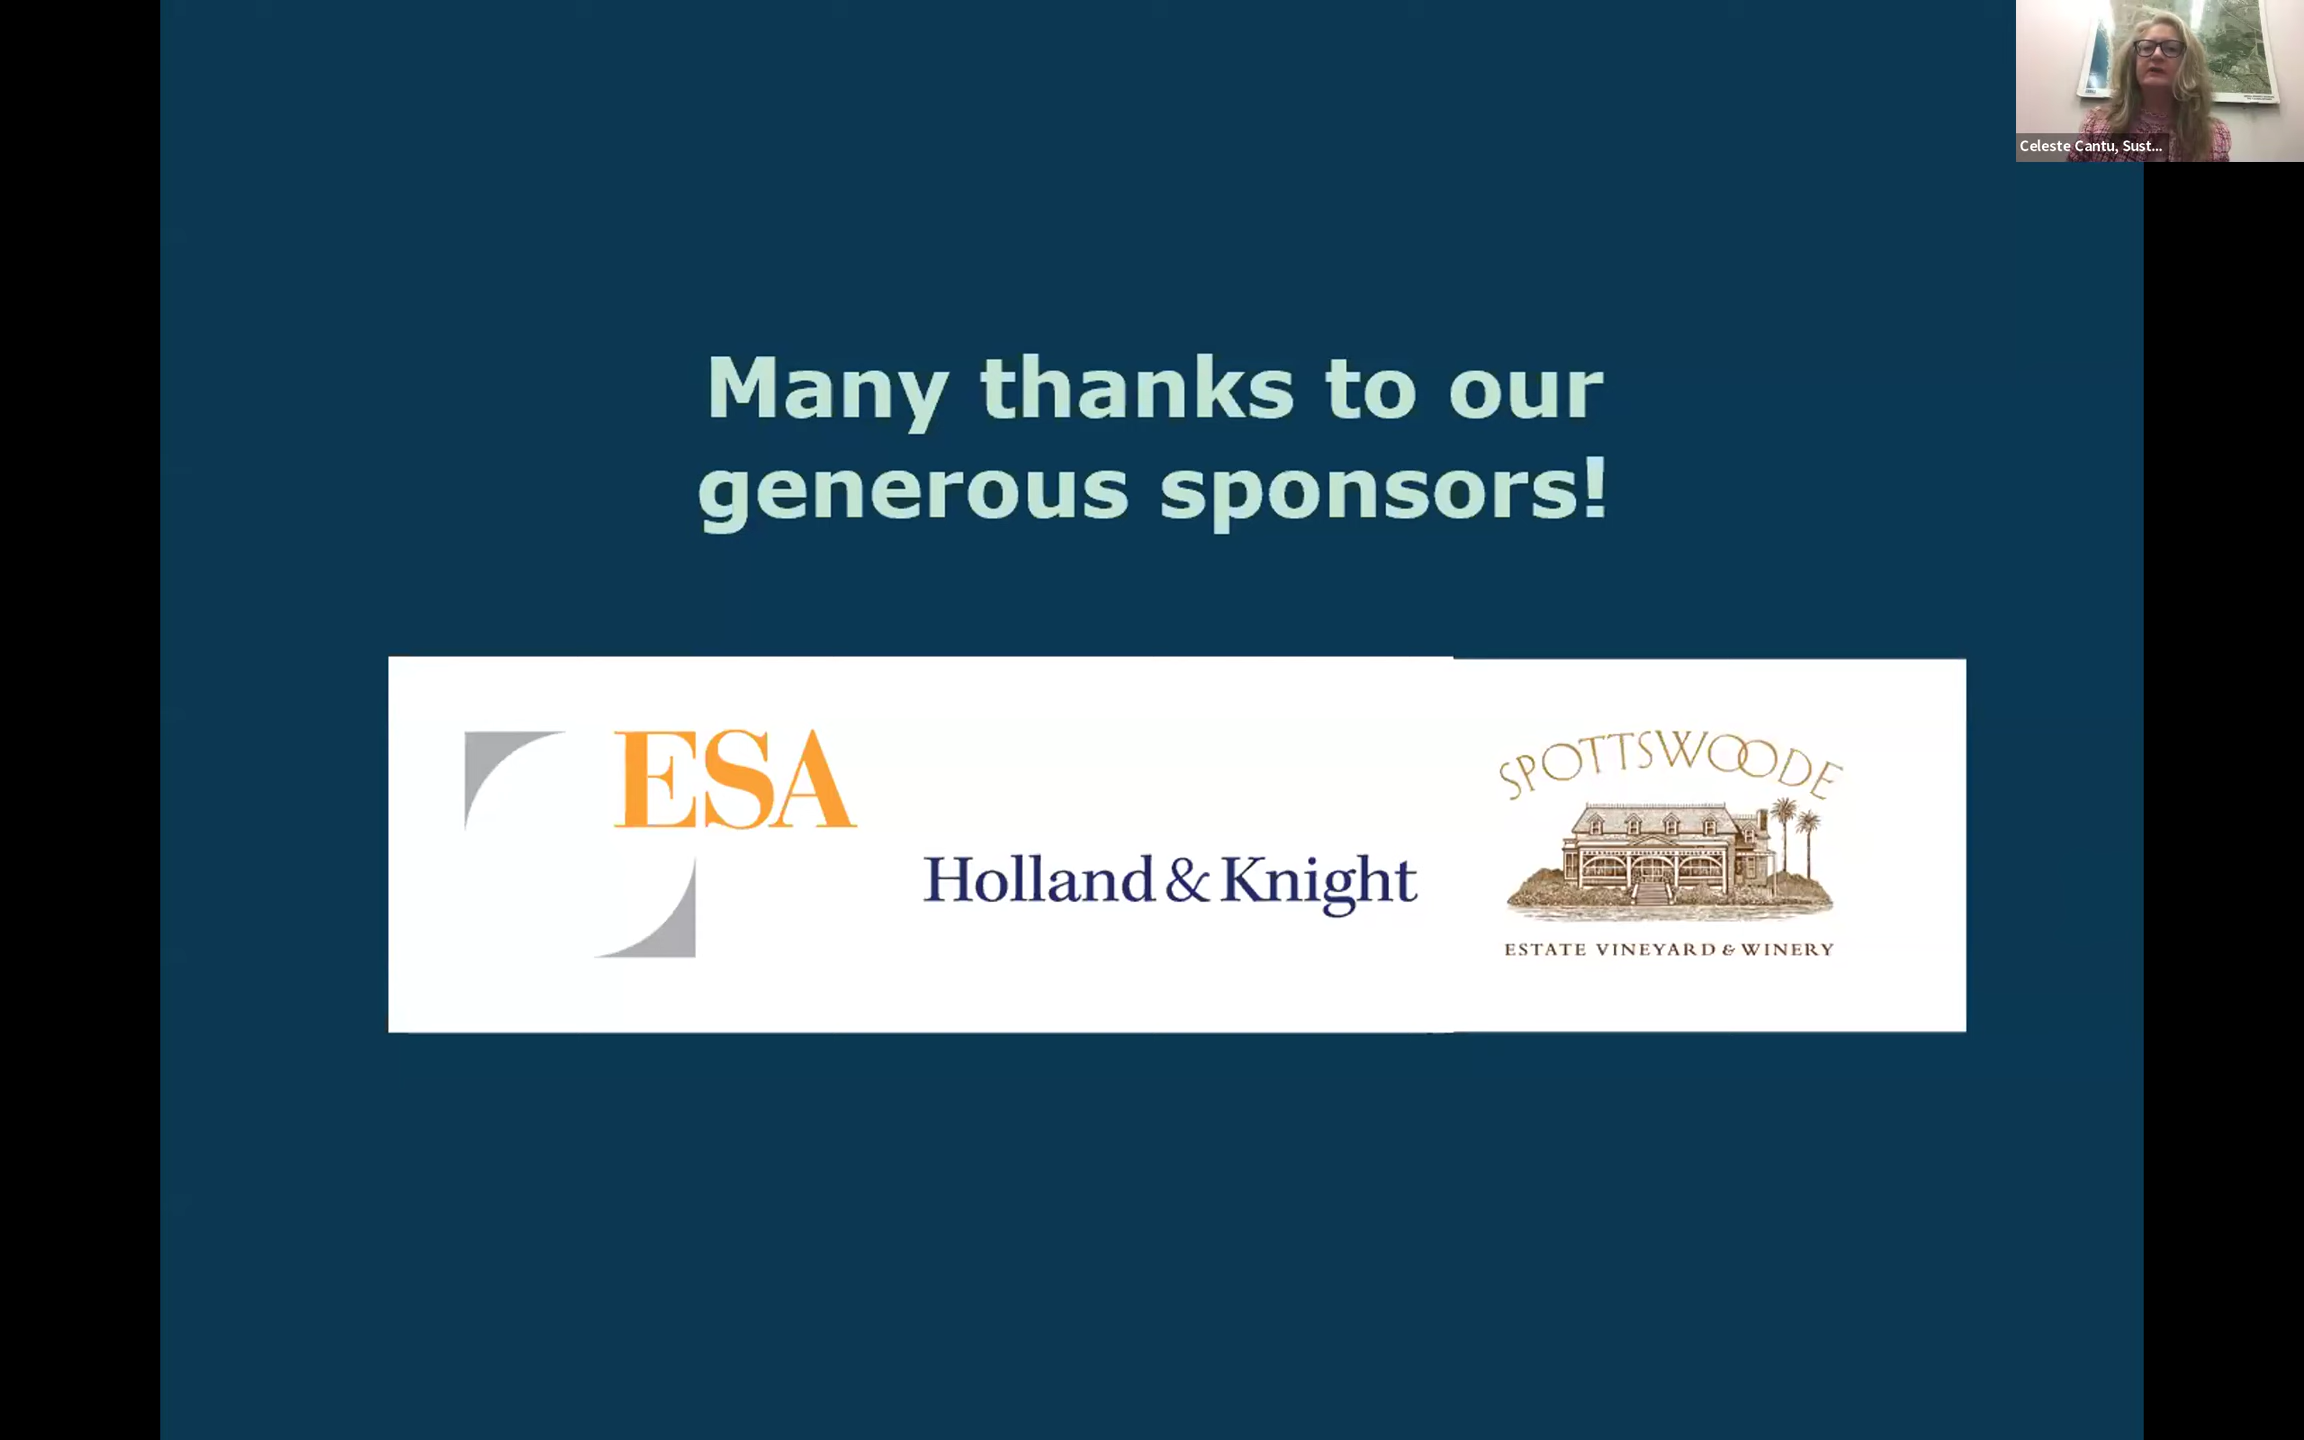 Celeste Cantu, Sust...
Many thanks to our
generous sponsors!
ESA
Holland & Knight
SPOTTSWOODE
ESTATE VINEYARD & WINERY